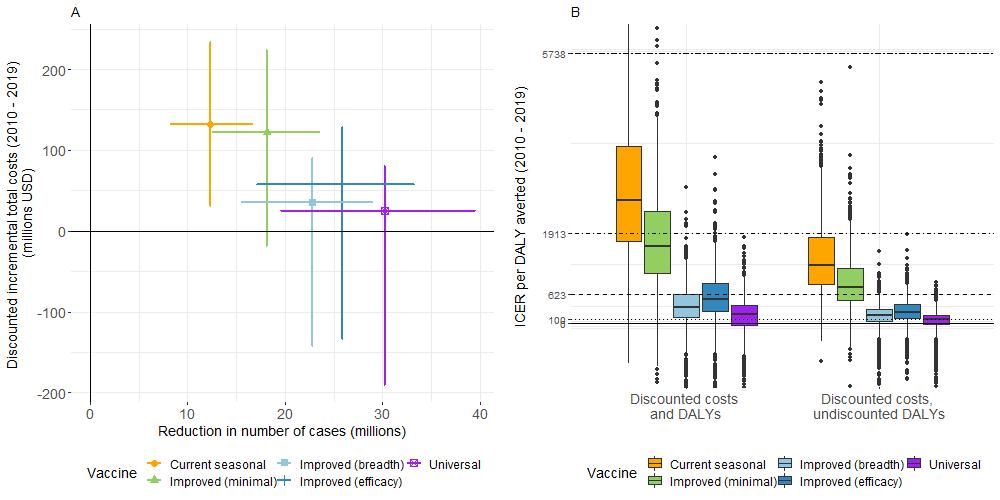 A
Discounted incremental total costs (2010 - 2019)
(millions USD)
200
100
0
-100
-200
0
10
20
30
40
Reduction in number of cases (millions)
Vaccine
Current seasonal
Improved (breadth)
Universal
Improved (minimal)
Improved (efficacy)
B
ICER per DALY averted (2010 - 2019)
5738
1913
623
100
0
Discounted costs
and DALYs
Discounted costs,
undiscounted DALYs
Vaccine
Current seasonal
Improved (breadth)
Universal
Improved (minimal)
Improved (efficacy)